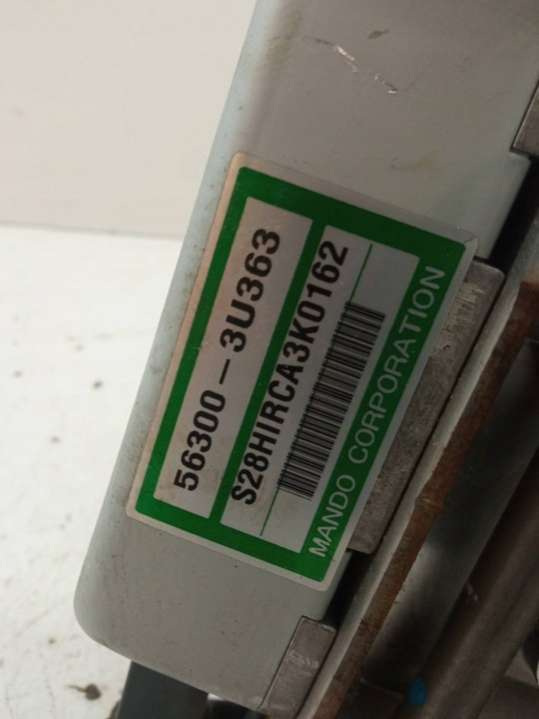 56300-3U363
S28HIRCA3K0162
MANDO CORPORATION